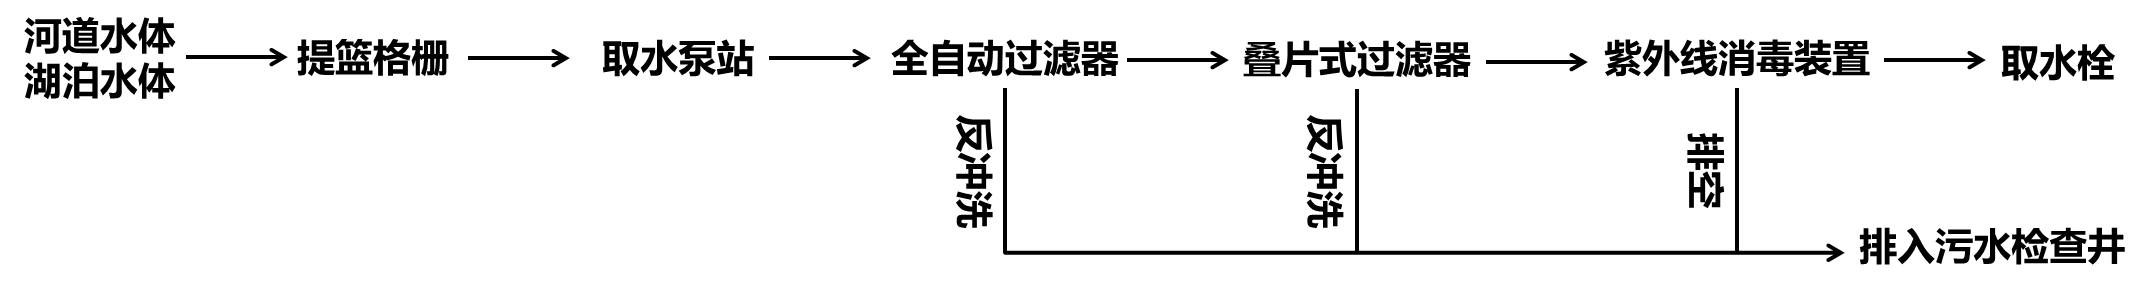 河道水体
湖泊水体
提篮格栅
取水泵站
全自动过滤器
叠片式过滤器
紫外线消毒装置
取水栓
反冲洗
反冲洗
排空
排入污水检查井